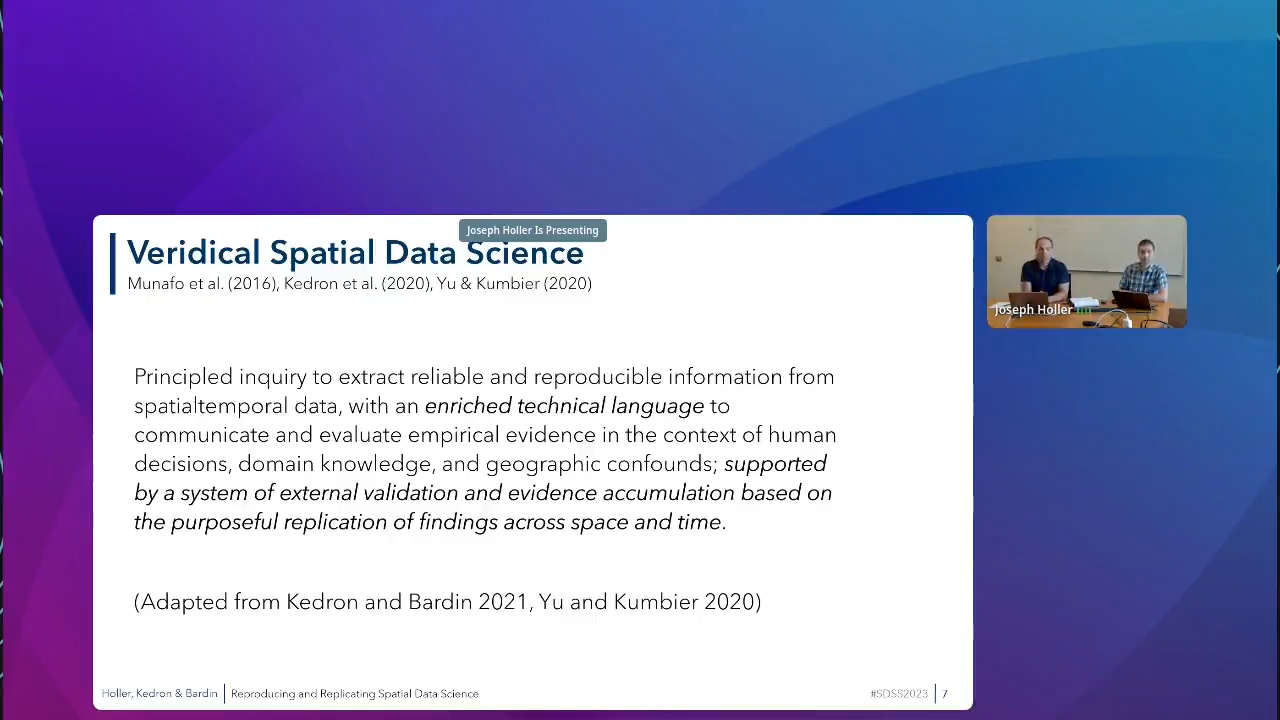 Joseph Holler Is Presenting
Veridical Spatial Data Science
Munafo et al. (2016), Kedron et al. (2020), Yu & Kumbier (2020)
Joseph Holler
Principled inquiry to extract reliable and reproducible information from
spatialtemporal data, with an enriched technical language to
communicate and evaluate empirical evidence in the context of human
decisions, domain knowledge, and geographic confounds; supported
by a system of external validation and evidence accumulation based on
the purposeful replication of findings across space and time.
(Adapted from Kedron and Bardin 2021, Yu and Kumbier 2020)
Holler, Kedron & Bardin | Reproducing and Replicating Spatial Data Science #SDSS2023 | 7